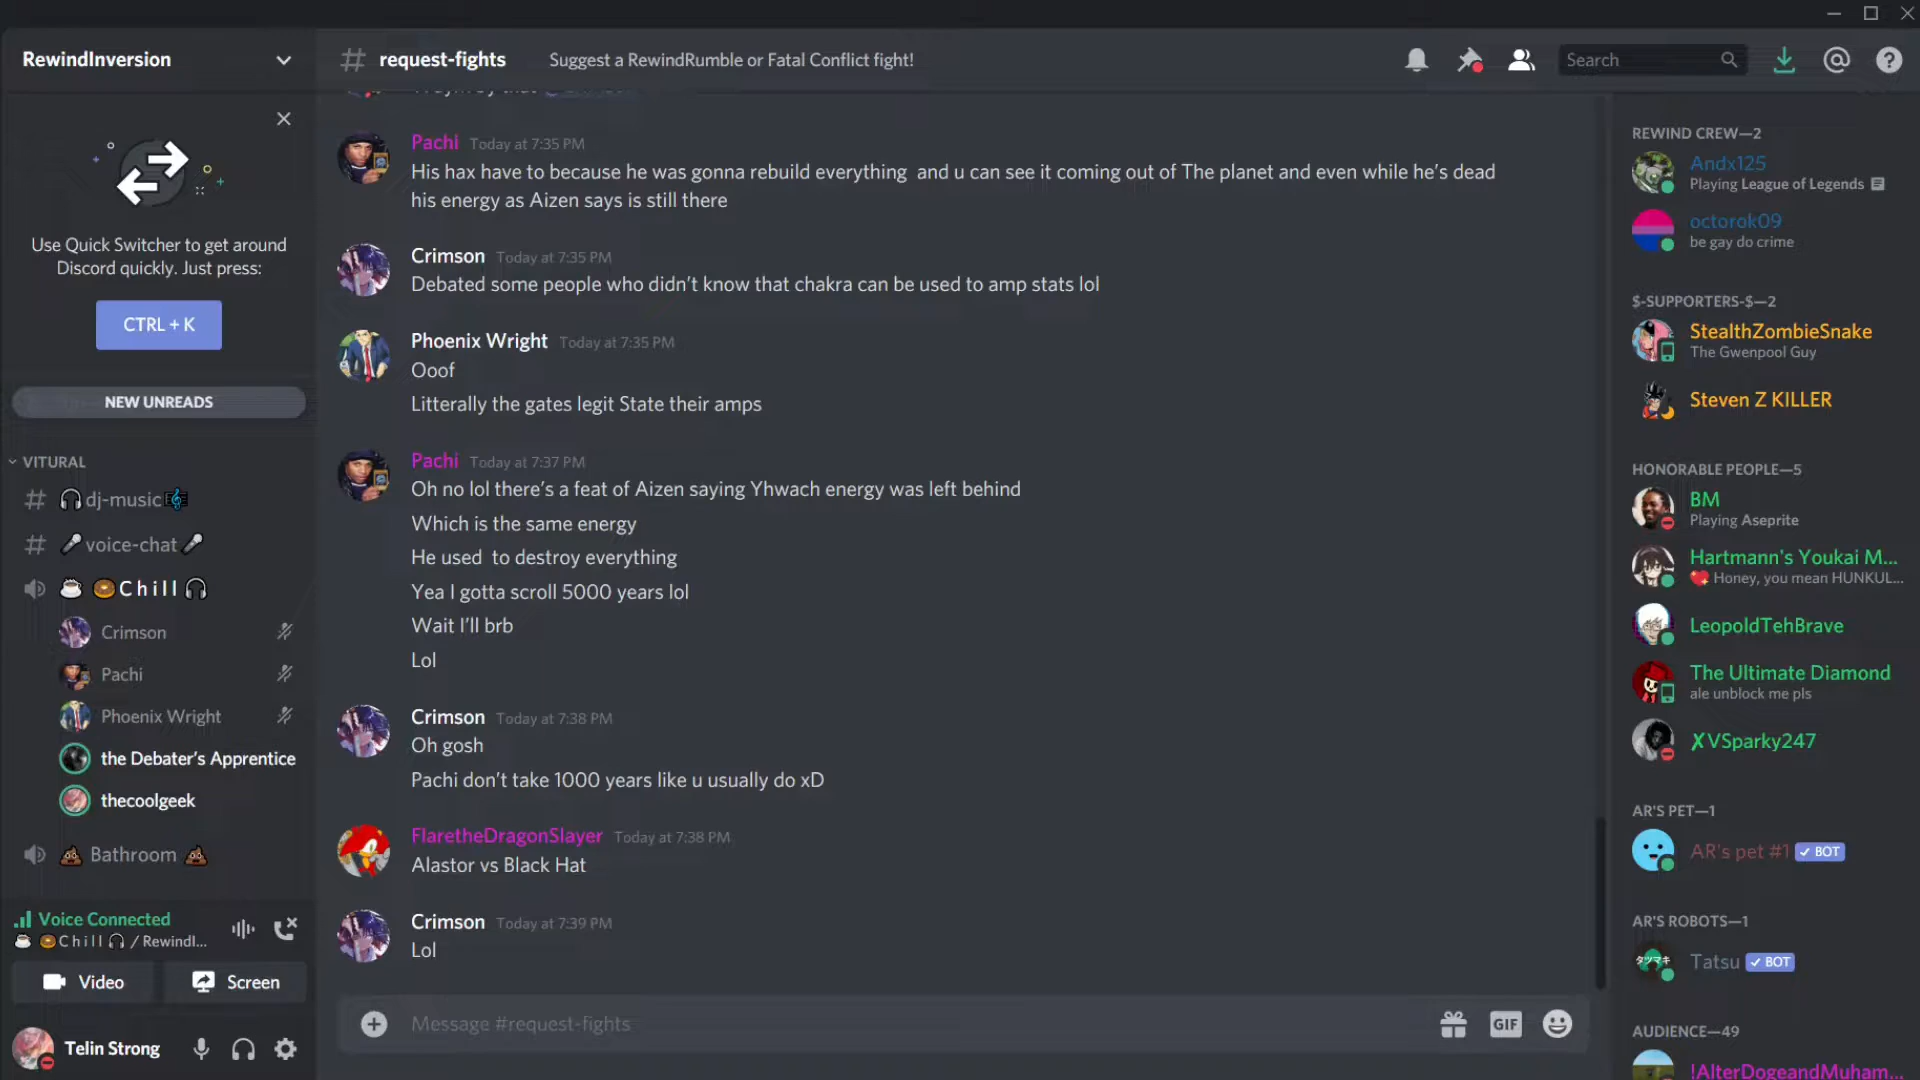 RewindInversion
request-fights
Suggest a RewindRumble or Fatal Conflict fight!
Search
Use Quick Switcher to get around
Discord quickly. Just press:
CTRL + K
NEW UNREADS
VITURAL
dj-music
voice-chat
Chill
Crimson
Pachi
Phoenix Wright
the Debater's Apprentice
thecoolgeek
Bathroom
Voice Connected
Chill / RewindI...
Video
Screen
Telin Strong
Pachi Today at 7:35 PM
His hax have to because he was gonna rebuild everything and u can see it coming out of The planet and even while he's dead
his energy as Aizen says is still there
Crimson Today at 7:35 PM
Debated some people who didn't know that chakra can be used to amp stats lol
Phoenix Wright Today at 7:35 PM
Ooof
Litterally the gates legit State their amps
Pachi Today at 7:37 PM
Oh no lol there's a feat of Aizen saying Yhwach energy was left behind
Which is the same energy
He used to destroy everything
Yea I gotta scroll 5000 years lol
Wait I'll brb
Lol
Crimson Today at 7:38 PM
Oh gosh
Pachi don't take 1000 years like u usually do xD
FlaretheDragonSlayer Today at 7:38 PM
Alastor vs Black Hat
Crimson Today at 7:39 PM
Lol
Message #request-fights
GIF
REWIND CREW—2
Andx125
Playing League of Legends
octorok09
be gay do crime
$-SUPPORTERS-$—2
StealthZombieSnake
The Gwenpool Guy
Steven Z KILLER
HONORABLE PEOPLE—5
BM
Playing Aseprite
Hartmann's Youkai M...
Honey, you mean HUNKUL...
LeopoldTehBrave
The Ultimate Diamond
ale unblock me pls
✗VSparky247
AR'S PET—1
AR's pet #1 ✓ BOT
AR'S ROBOTS—1
タツマキ
Tatsu ✓ BOT
AUDIENCE—49
!AlterDogeandMuham...